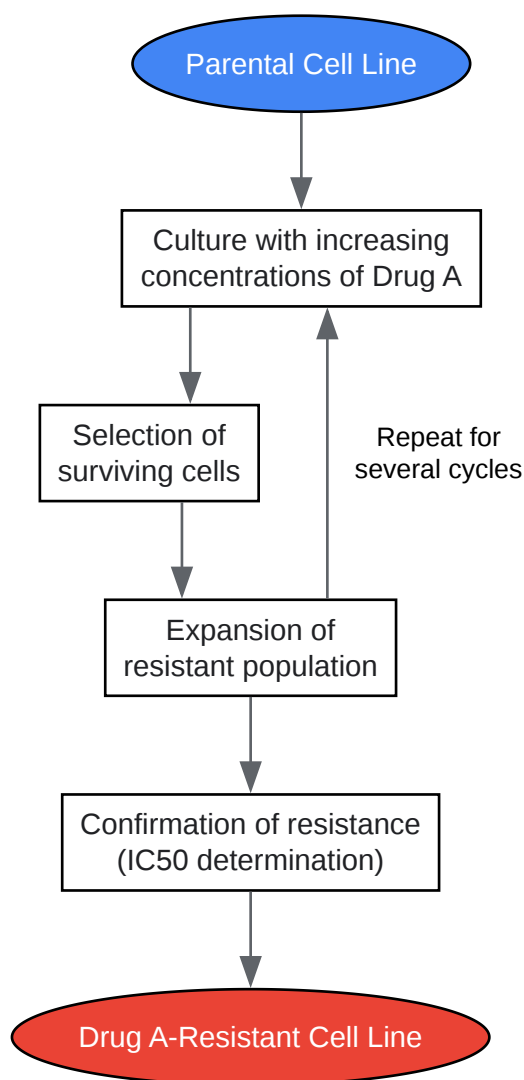 Parental Cell Line
Culture with increasing
concentrations of Drug A
Selection of
surviving cells
Repeat for
several cycles
Expansion of
resistant population
Confirmation of resistance
(IC50 determination)
Drug A-Resistant Cell Line